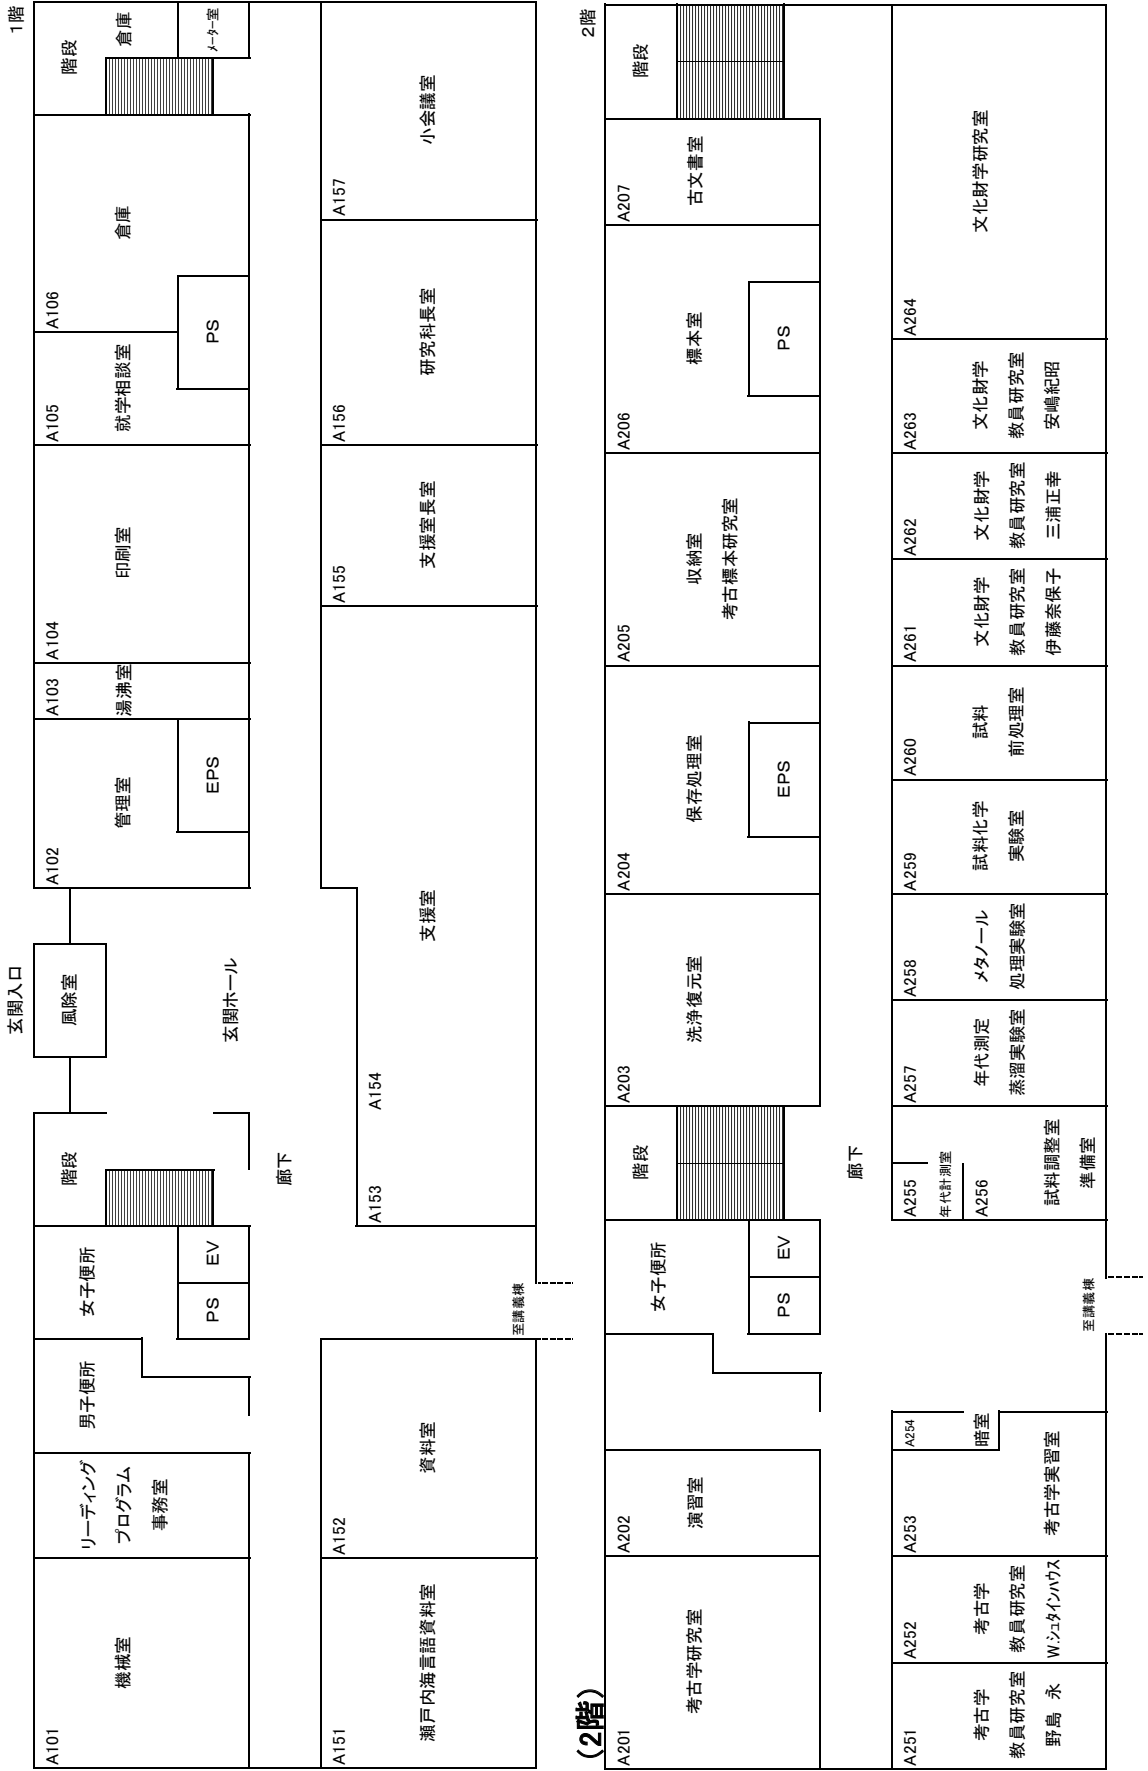 1階
玄関入口
A101
機械室
リーディング
プログラム
事務室
男子便所
女子便所
PS
EV
階段
風除室
玄関ホール
A102
管理室
EPS
A103
湯沸室
A104
印刷室
A105
就学相談室
PS
A106
倉庫
階段
倉庫
メーター室
廊下
A151
瀬戸内海言語資料室
A152
資料室
至講義棟
A153
A154
支援室
A155
支援室長室
A156
研究科長室
A157
小会議室
(2階)
2階
A201
考古学研究室
A202
演習室
女子便所
PS
EV
階段
A203
洗浄復元室
A204
保存処理室
EPS
A205
収納室
考古標本研究室
A206
標本室
PS
A207
古文書室
階段
廊下
A251
考古学
教員研究室
野島 永
A252
考古学
教員研究室
W.シュタインハウス
A253
考古学実習室
A254
暗室
至講義棟
A255
年代計測室
A256
試料調整室
準備室
A257
年代測定
蒸溜実験室
A258
メタノール
処理実験室
A259
試料化学
実験室
A260
試料
前処理室
A261
文化財学
教員研究室
伊藤奈保子
A262
文化財学
教員研究室
三浦正幸
A263
文化財学
教員研究室
安嶋紀昭
A264
文化財学研究室